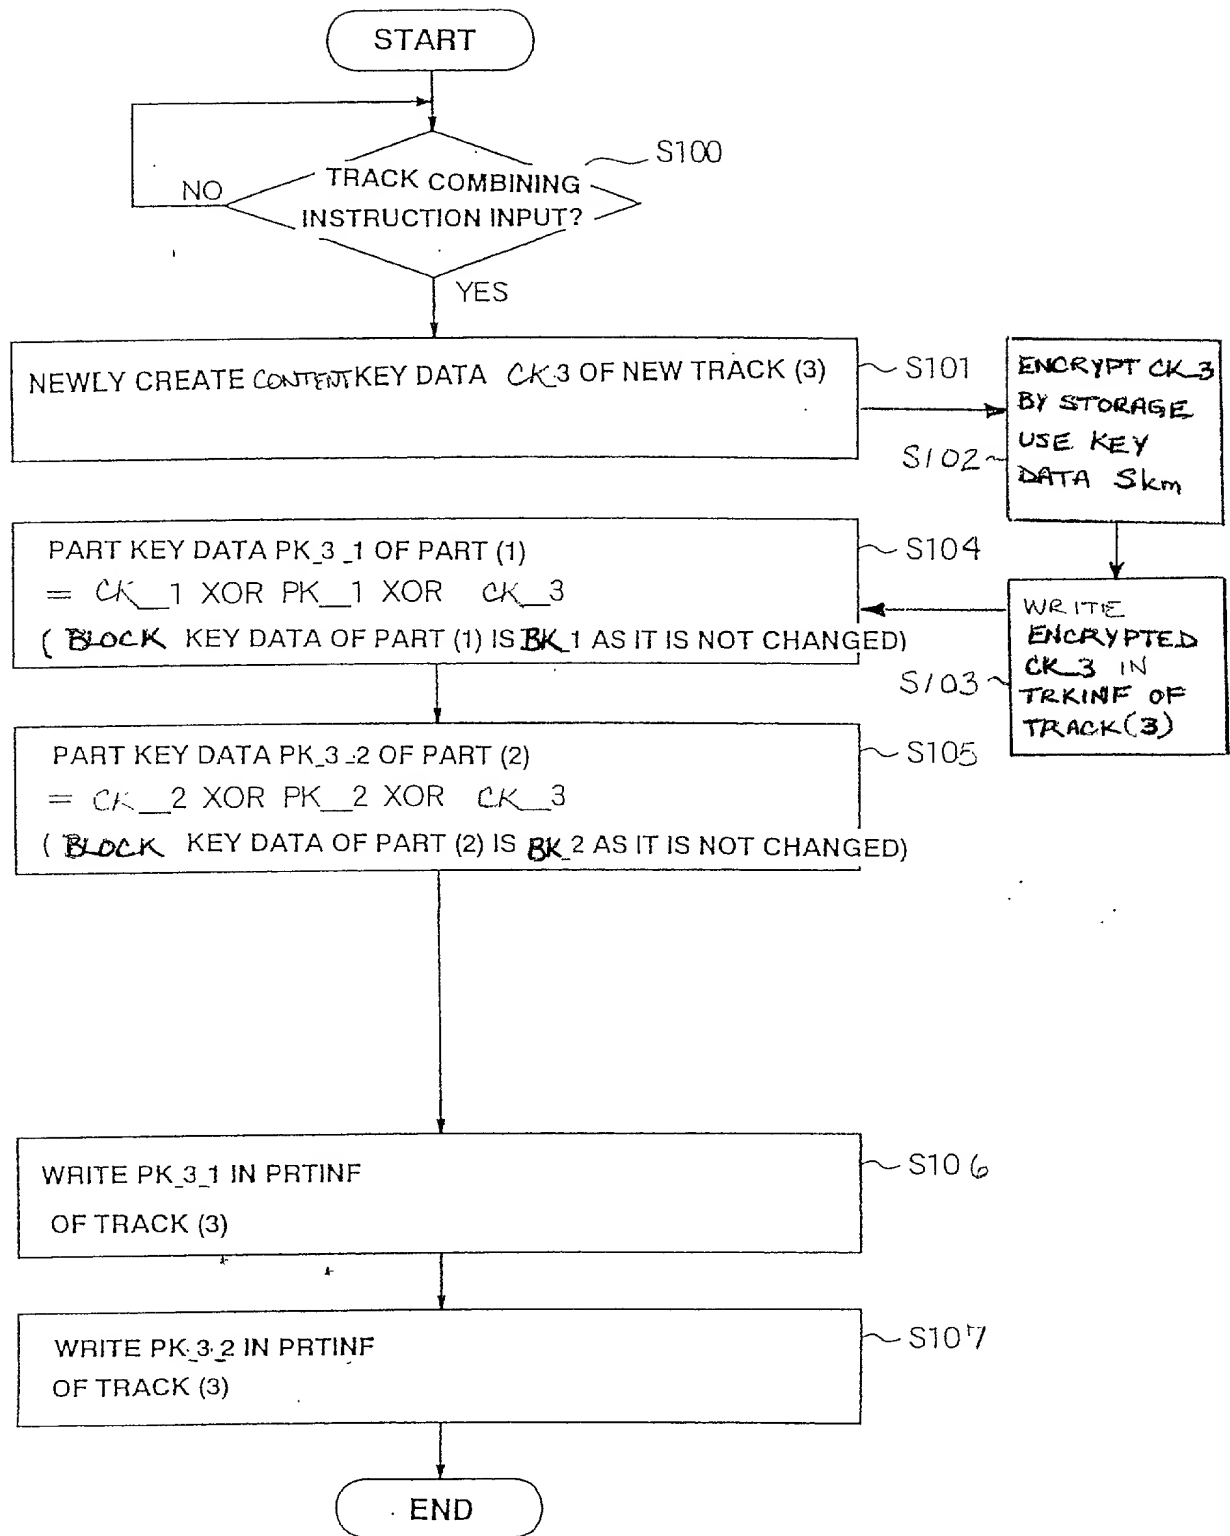 START
S100
TRACK COMBINING
INSTRUCTION INPUT?
NO
YES
NEWLY CREATE CONTENT KEY DATA CK_3 OF NEW TRACK (3)
S101
ENCRYPT CK_3
BY STORAGE
USE KEY
DATA Skm
S102
WRITE
ENCRYPTED
CK_3 IN
TRKINF OF
TRACK(3)
S103
PART KEY DATA PK_3_1 OF PART (1)
= CK_1 XOR PK_1 XOR CK_3
( BLOCK KEY DATA OF PART (1) IS BK_1 AS IT IS NOT CHANGED)
S104
PART KEY DATA PK_3_2 OF PART (2)
= CK_2 XOR PK_2 XOR CK_3
( BLOCK KEY DATA OF PART (2) IS BK_2 AS IT IS NOT CHANGED)
S105
WRITE PK_3_1 IN PRTINF
OF TRACK (3)
S106
WRITE PK_3_2 IN PRTINF
OF TRACK (3)
S107
END